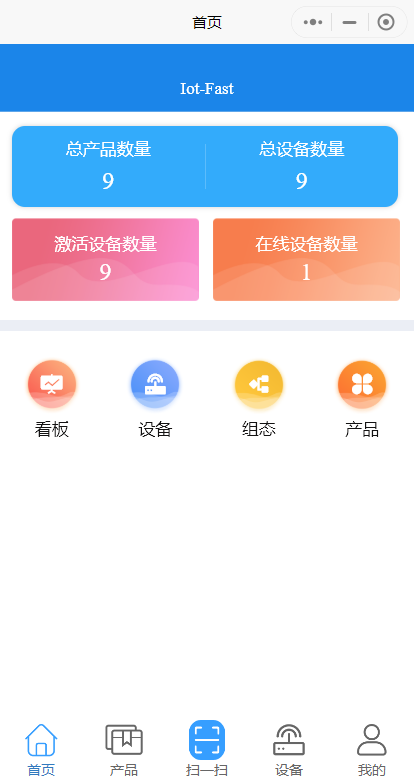 首页
Iot-Fast
总产品数量 总设备数量
9 9
激活设备数量 在线设备数量
9 1
看板 设备 组态 产品
首页 产品 扫一扫 设备 我的